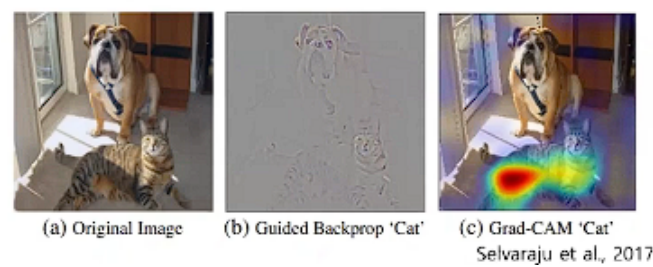 (a) Original Image
(b) Guided Backprop ‘Cat’
(c) Grad-CAM ‘Cat’
Selvaraju et al., 2017